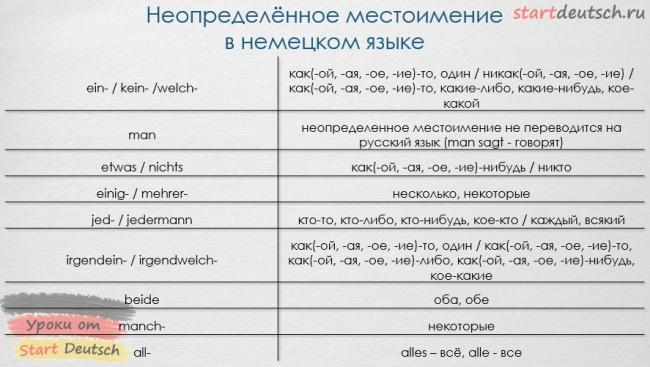 Неопределённое местоимение
в немецком языке
startdeutsch.ru
ein- / kein- /welch-
как(-ой, -ая, -ое, -ие)-то, один / никак(-ой, -ая, -ое, -ие) /
как(-ой, -ая, -ое, -ие)-то, какие-либо, какие-нибудь, кое-
какой
man
неопределенное местоимение не переводится на
русский язык (man sagt - говорят)
etwas / nichts
как(-ой, -ая, -ое, -ие)-нибудь / никто
einig- / mehrer-
несколько, некоторые
jed- / jedermann
кто-то, кто-либо, кто-нибудь, кое-кто / каждый, всякий
irgendein- / irgendwelch-
как(-ой, -ая, -ое, -ие)-то, один / как(-ой, -ая, -ое, -ие)-то,
как(-ой, -ая, -ое, -ие)-либо, как(-ой, -ая, -ое, -ие)-нибудь,
кое-какие
beide
оба, обе
manch-
некоторые
all-
alles – всё, alle - все
Уроки от
Start Deutsch